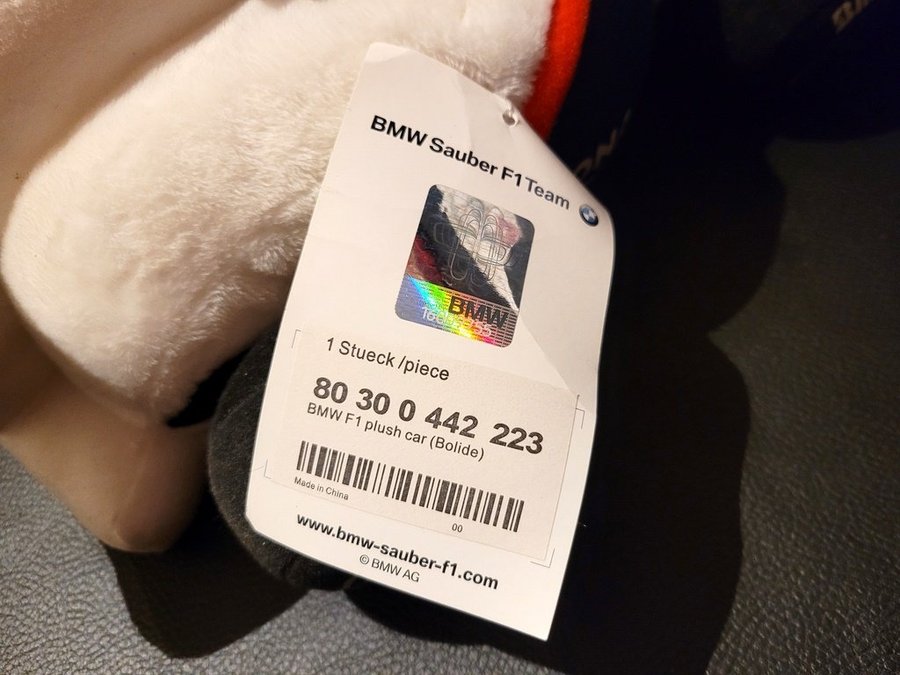 BMW Sauber F1 Team
BMW
1 Stueck /piece
80 30 0 442 223
BMW F1 plush car (Bolide)
Made in China
00
www.bmw-sauber-f1.com
© BMW AG